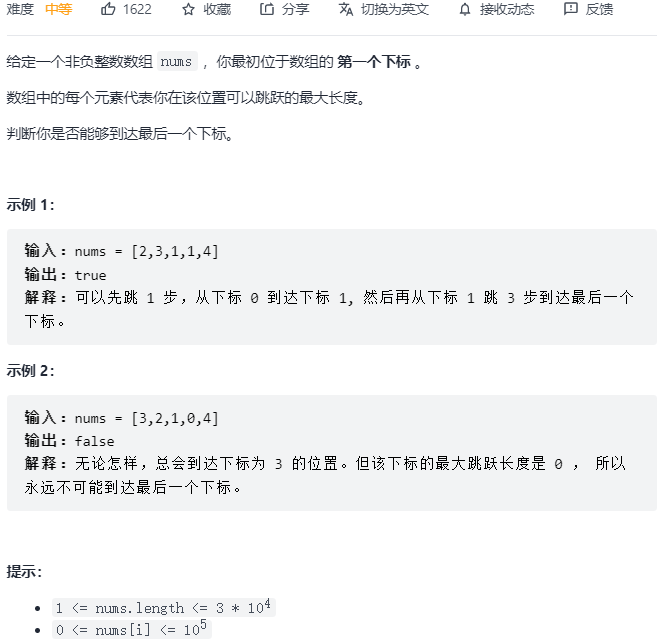 难度 中等 1622 收藏 分享 切换为英文 接收动态 反馈
给定一个非负整数数组 nums ，你最初位于数组的 第一个下标 。
数组中的每个元素代表你在该位置可以跳跃的最大长度。
判断你是否能够到达最后一个下标。
示例 1：
输入：nums = [2,3,1,1,4]
输出：true
解释：可以先跳 1 步，从下标 0 到达下标 1, 然后再从下标 1 跳 3 步到达最后一个
下标。
示例 2：
输入：nums = [3,2,1,0,4]
输出：false
解释：无论怎样，总会到达下标为 3 的位置。但该下标的最大跳跃长度是 0 ， 所以
永远不可能到达最后一个下标。
提示：
• 1 <= nums.length <= 3 * 10⁴
• 0 <= nums[i] <= 10⁵